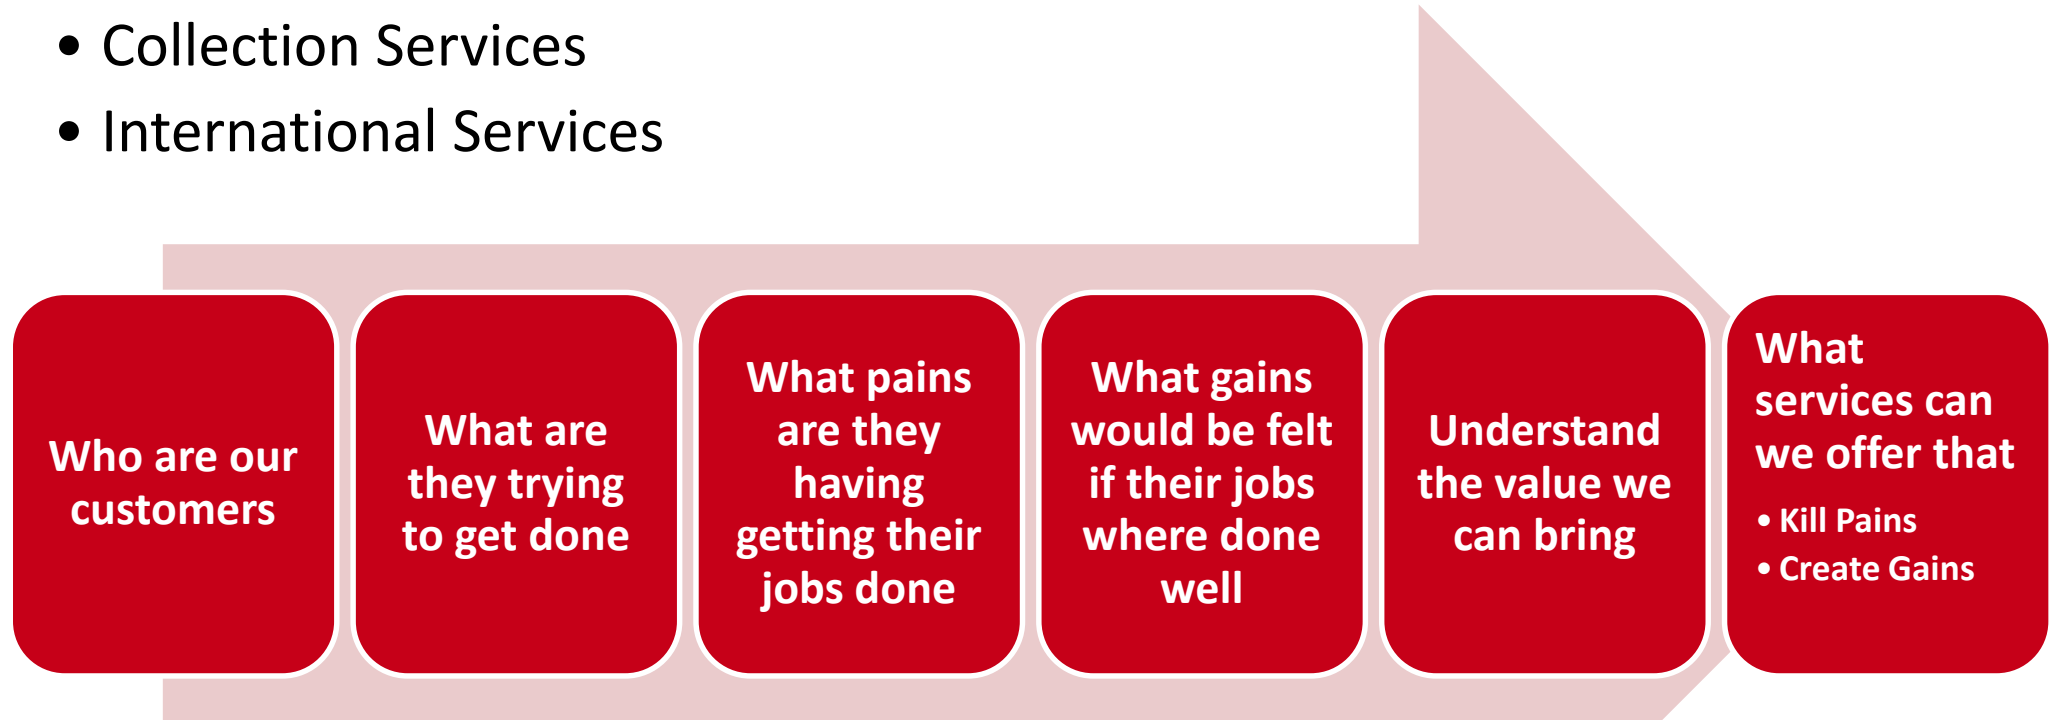 • Collection Services
• International Services
Who are our
customers
What are
they trying
to get done
What pains
are they
having
getting their
jobs done
What gains
would be felt
if their jobs
where done
well
Understand
the value we
can bring
What
services can
we offer that
• Kill Pains
• Create Gains